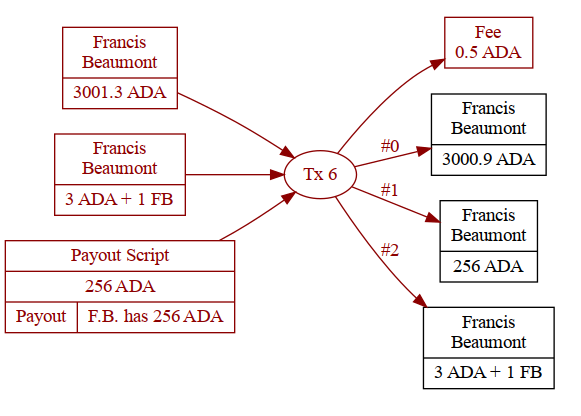 Francis
Beaumont
3001.3 ADA
Francis
Beaumont
3 ADA + 1 FB
Payout Script
256 ADA
Payout
F.B. has 256 ADA
Tx 6
#0
#1
#2
Fee
0.5 ADA
Francis
Beaumont
3000.9 ADA
Francis
Beaumont
256 ADA
Francis
Beaumont
3 ADA + 1 FB